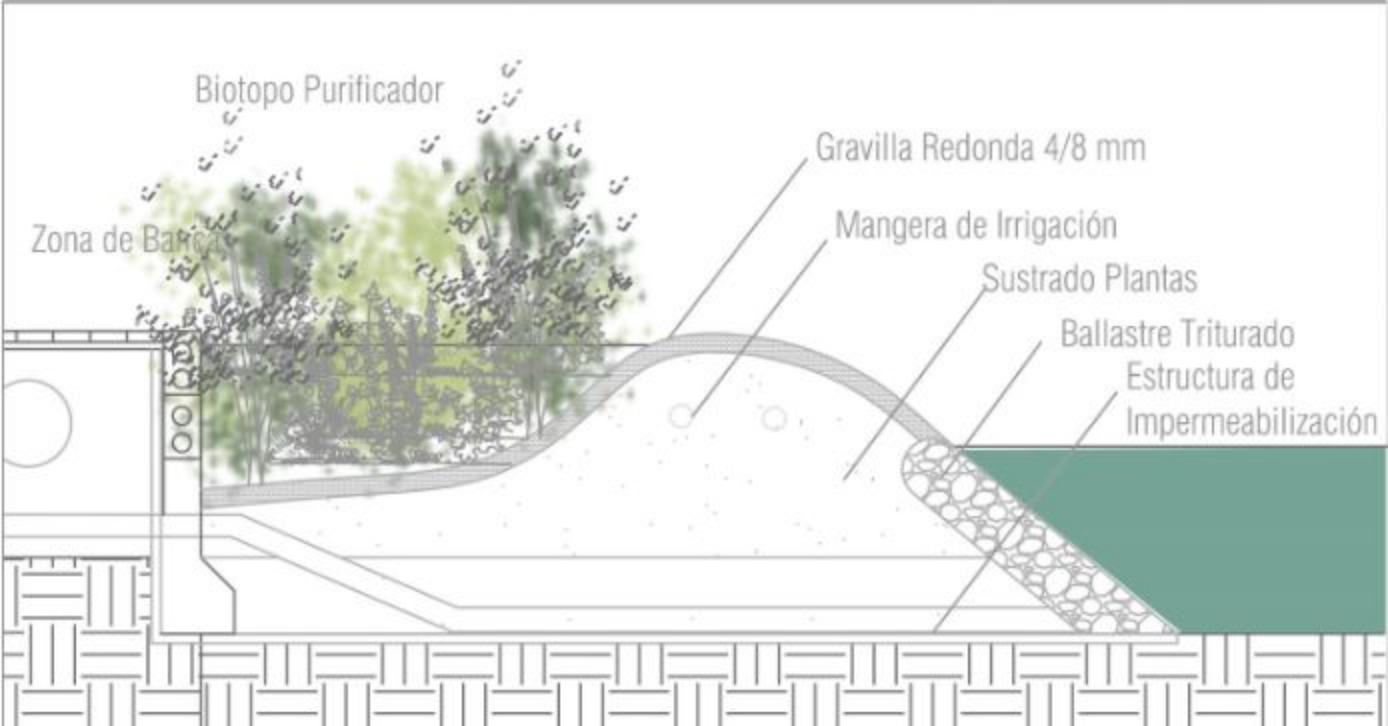 Biotopo Purificador
Gravilla Redonda 4/8 mm
Mangera de Irrigación
Zona de
Sustrado Plantas
Ballastre Triturado
Estructura de
Impermeabilización